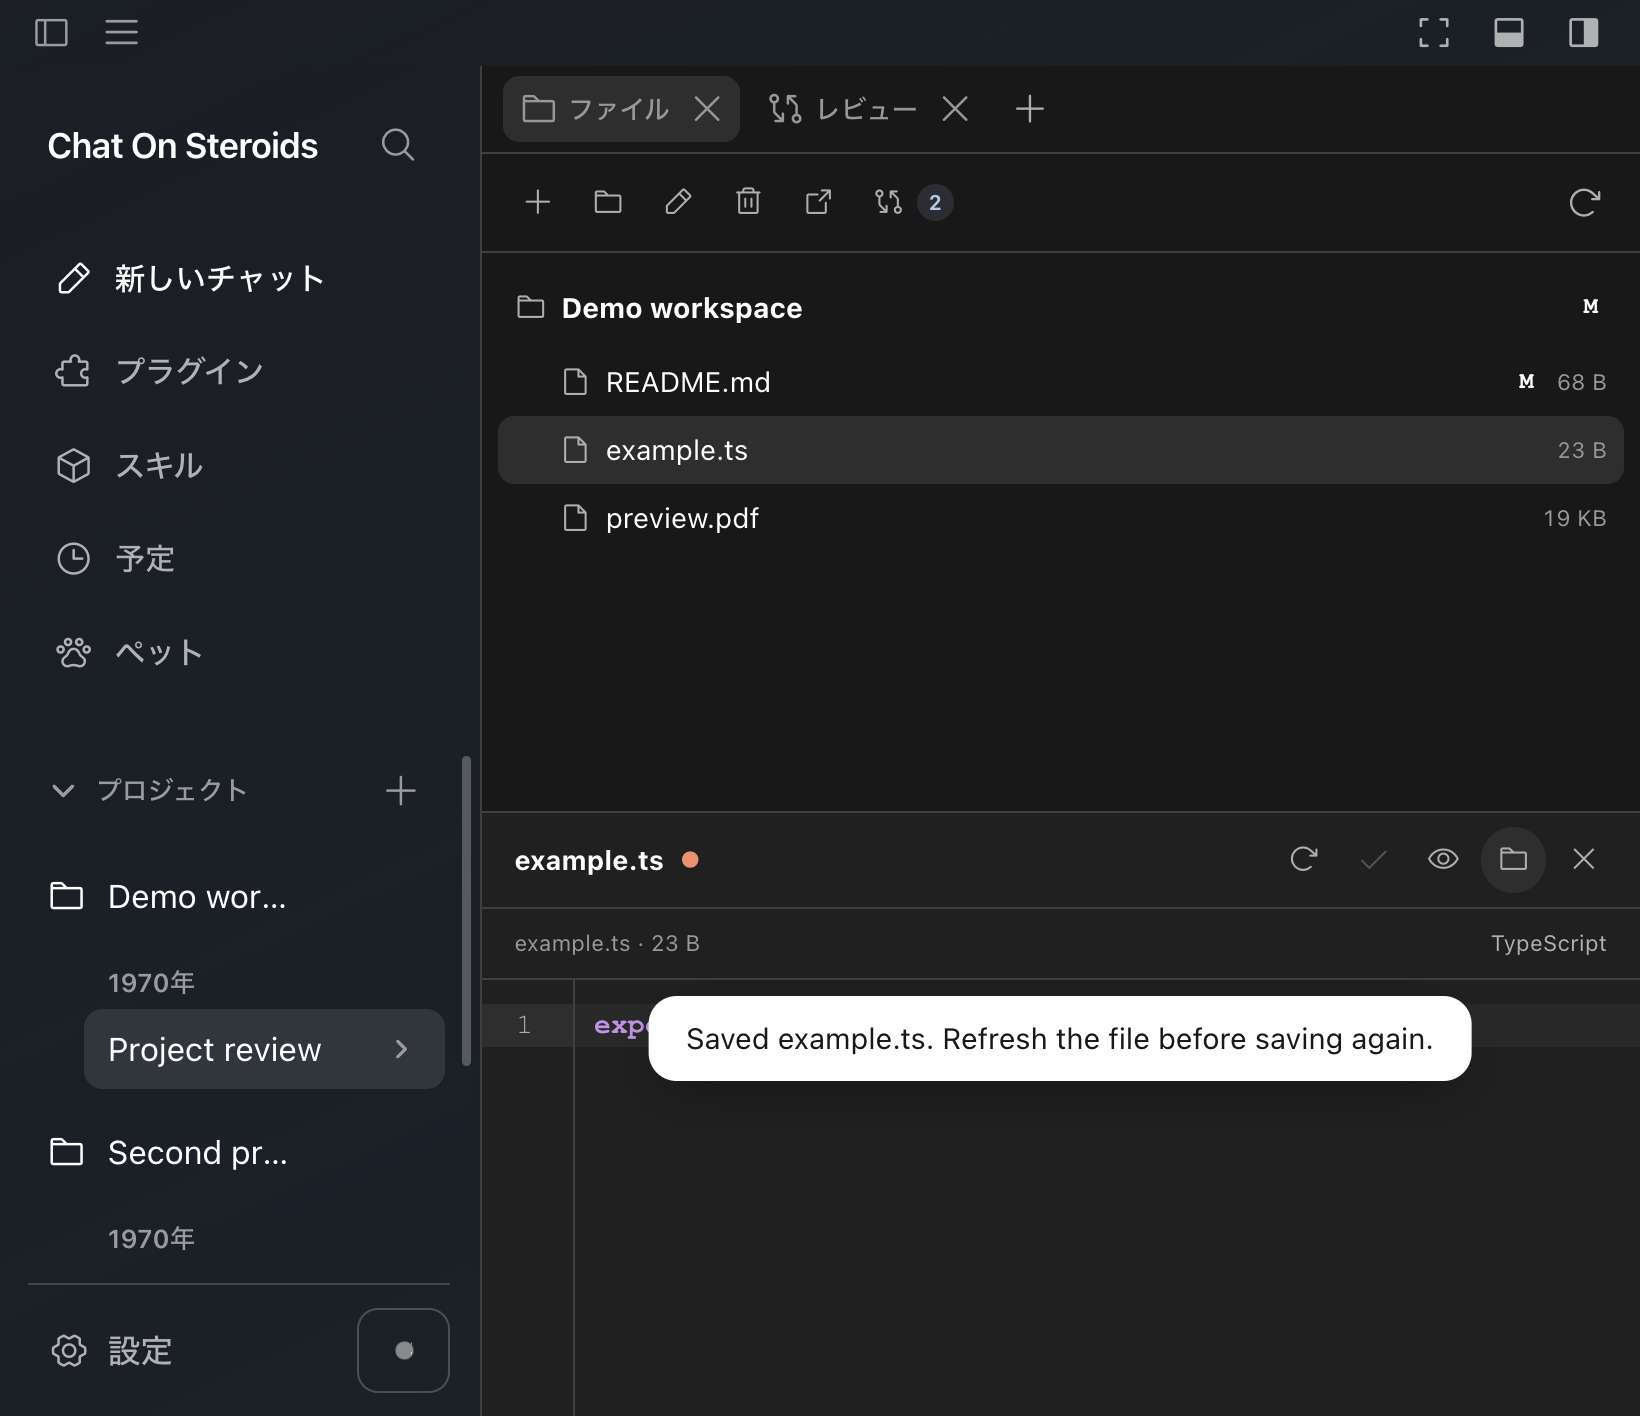 Chat On Steroids
新しいチャット
プラグイン
スキル
予定
ペット
プロジェクト
Demo wor...
1970年
Project review
Second pr...
1970年
設定
ファイル
レビュー
2
Demo workspace M
README.md M 68 B
example.ts 23 B
preview.pdf 19 KB
example.ts
example.ts · 23 B TypeScript
1
Saved example.ts. Refresh the file before saving again.